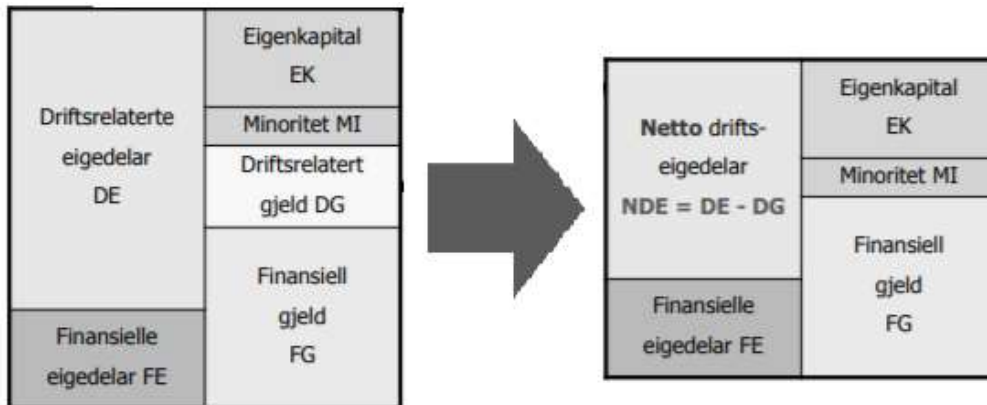 Driftsrelaterte
eigedelar
DE
Finansielle
eigedelar FE
Eigenkapital
EK
Minoritet MI
Driftsrelatert
gjeld DG
Finansiell
gjeld
FG
Netto drifts-
eigedelar
NDE = DE - DG
Finansielle
eigedelar FE
Eigenkapital
EK
Minoritet MI
Finansiell
gjeld
FG